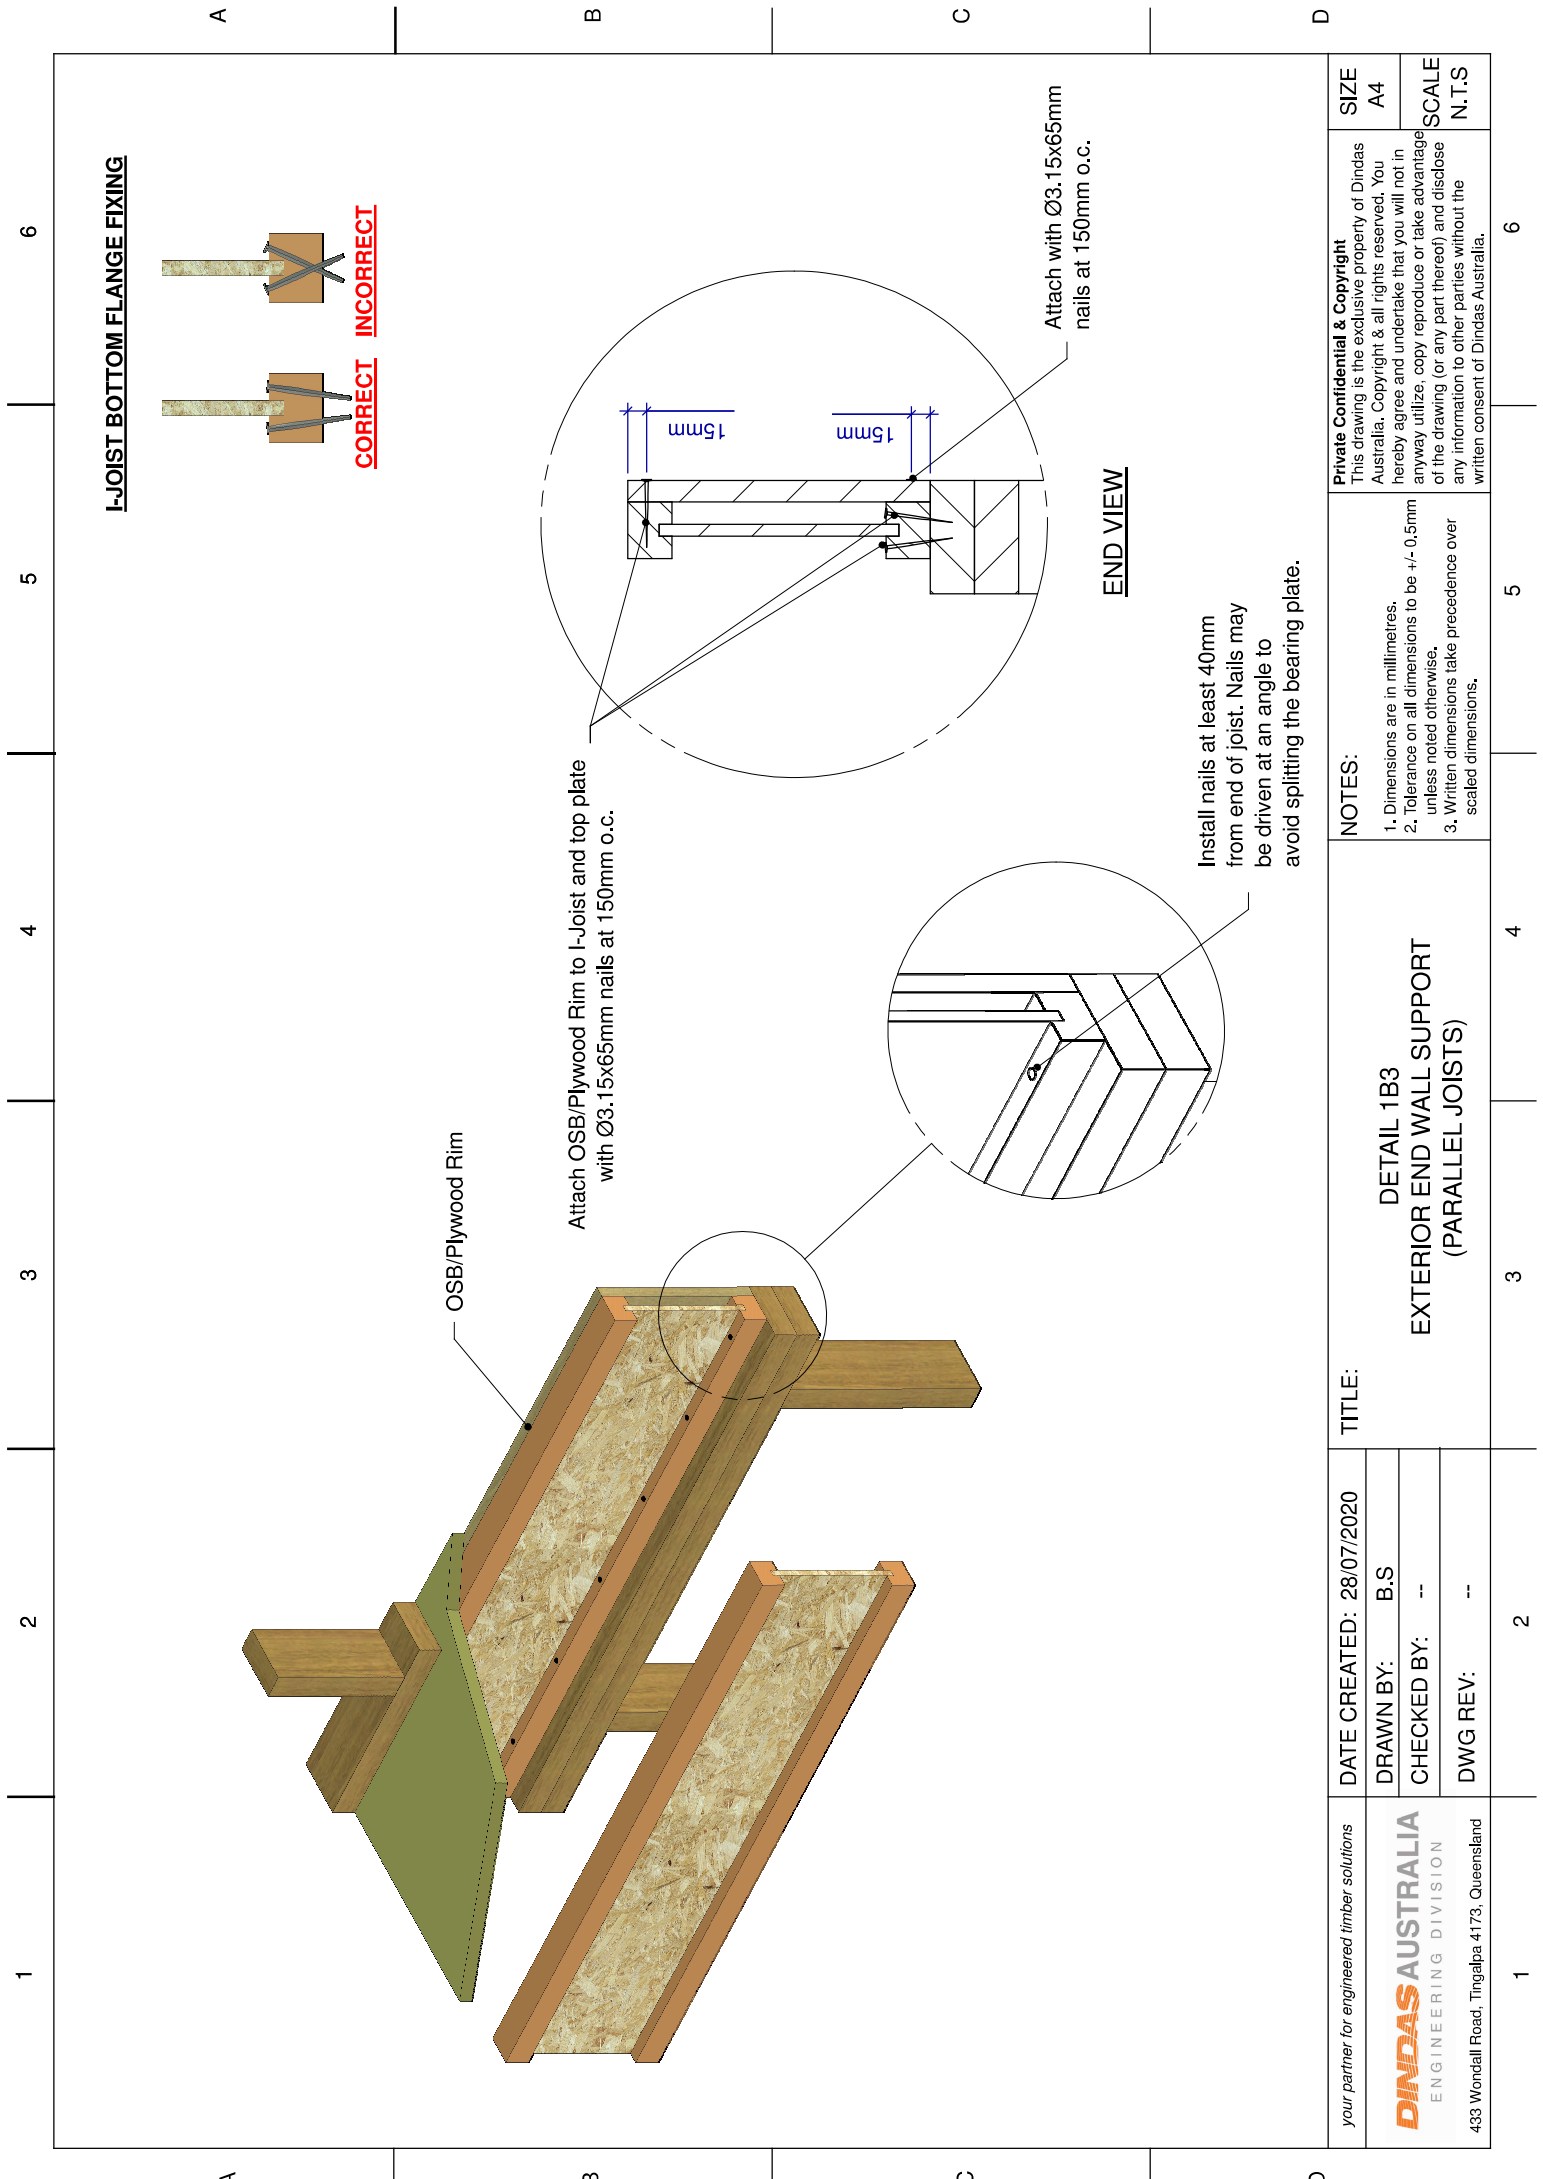 1
2
3
4
5
6
A
B
C
D
I-JOIST BOTTOM FLANGE FIXING
CORRECT
INCORRECT
OSB/Plywood Rim
Attach OSB/Plywood Rim to I-Joist and top plate
with Ø3.15x65mm nails at 150mm o.c.
15mm
15mm
Attach with Ø3.15x65mm
nails at 150mm o.c.
END VIEW
Install nails at least 40mm
from end of joist. Nails may
be driven at an angle to
avoid splitting the bearing plate.
A
B
C
D
your partner for engineered timber solutions
DINDAS AUSTRALIA
ENGINEERING DIVISION
433 Wondall Road, Tingalpa 4173, Queensland
DATE CREATED: 28/07/2020
DRAWN BY: B.S
CHECKED BY: --
DWG REV: --
TITLE:
DETAIL 1B3
EXTERIOR END WALL SUPPORT
(PARALLEL JOISTS)
NOTES:
1. Dimensions are in millimetres.
2. Tolerance on all dimensions to be +/- 0.5mm
unless noted otherwise.
3. Written dimensions take precedence over
scaled dimensions.
Private Confidential & Copyright
This drawing is the exclusive property of Dindas
Australia. Copyright & all rights reserved. You
hereby agree and undertake that you will not in
anyway utilize, copy reproduce or take advantage
of the drawing (or any part thereof) and disclose
any information to other parties without the
written consent of Dindas Australia.
SIZE
A4
SCALE
N.T.S
1
2
3
4
5
6